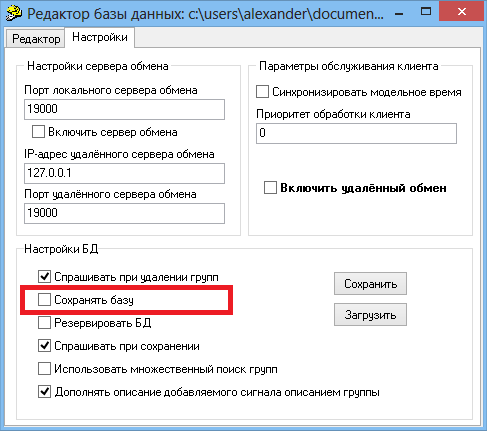 Редактор базы данных: c:\users\alexander\documen...
Редактор
Настройки
Настройки сервера обмена
Порт локального сервера обмена
19000
Включить сервер обмена
IP-адрес удалённого сервера обмена
127.0.0.1
Порт удалённого сервера обмена
19000
Параметры обслуживания клиента
Синхронизировать модельное время
Приоритет обработки клиента
0
Включить удалённый обмен
Настройки БД
Спрашивать при удалении групп
Сохранять базу
Резервировать БД
Спрашивать при сохранении
Использовать множественный поиск групп
Дополнять описание добавляемого сигнала описанием группы
Сохранить
Загрузить